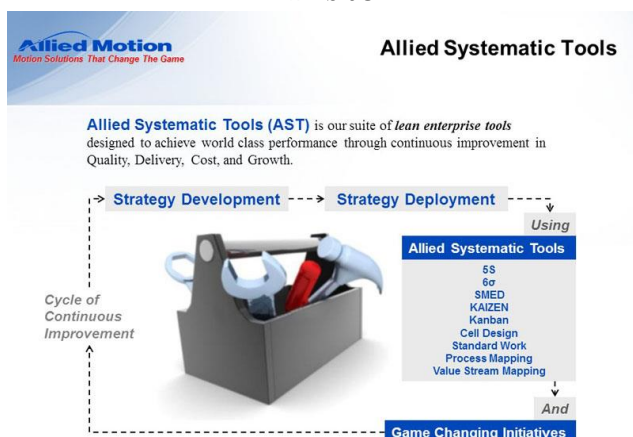 Allied Motion
Motion Solutions That Change The Game
Allied Systematic Tools
Allied Systematic Tools (AST) is our suite of lean enterprise tools
designed to achieve world class performance through continuous improvement in
Quality, Delivery, Cost, and Growth.
Strategy Development
Strategy Deployment
Using
Allied Systematic Tools
5S
6σ
SMED
KAIZEN
Kanban
Cell Design
Standard Work
Process Mapping
Value Stream Mapping
Cycle of
Continuous
Improvement
And
Game Changing Initiatives